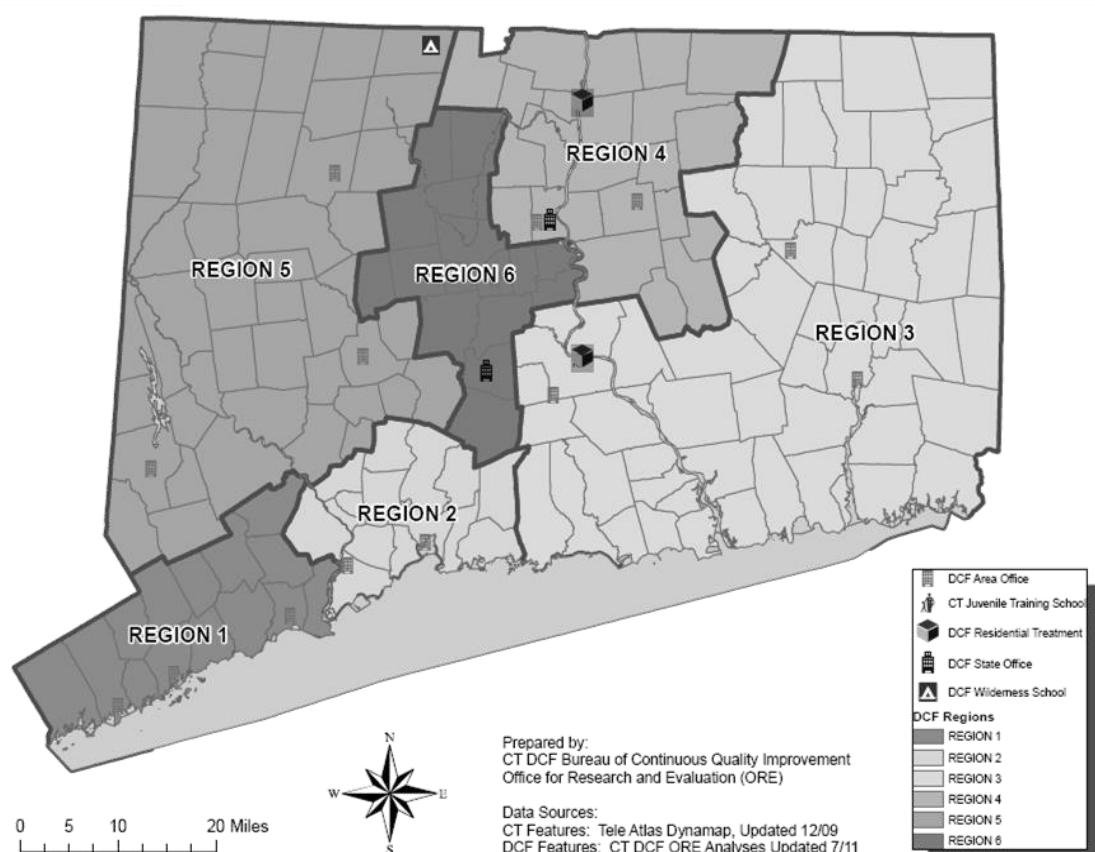 REGION 4
REGION 5
REGION 6
REGION 3
REGION 2
REGION 1
DCF Area Office
CT Juvenile Training School
DCF Residential Treatment
DCF State Office
DCF Wilderness School
DCF Regions
REGION 1
REGION 2
REGION 3
REGION 4
REGION 5
REGION 6
N
W E
S
Prepared by:
CT DCF Bureau of Continuous Quality Improvement
Office for Research and Evaluation (ORE)
Data Sources:
CT Features: Tele Atlas Dynamap, Updated 12/09
DCF Features: CT DCF ORE Analyses Updated 7/11
0 5 10 20 Miles